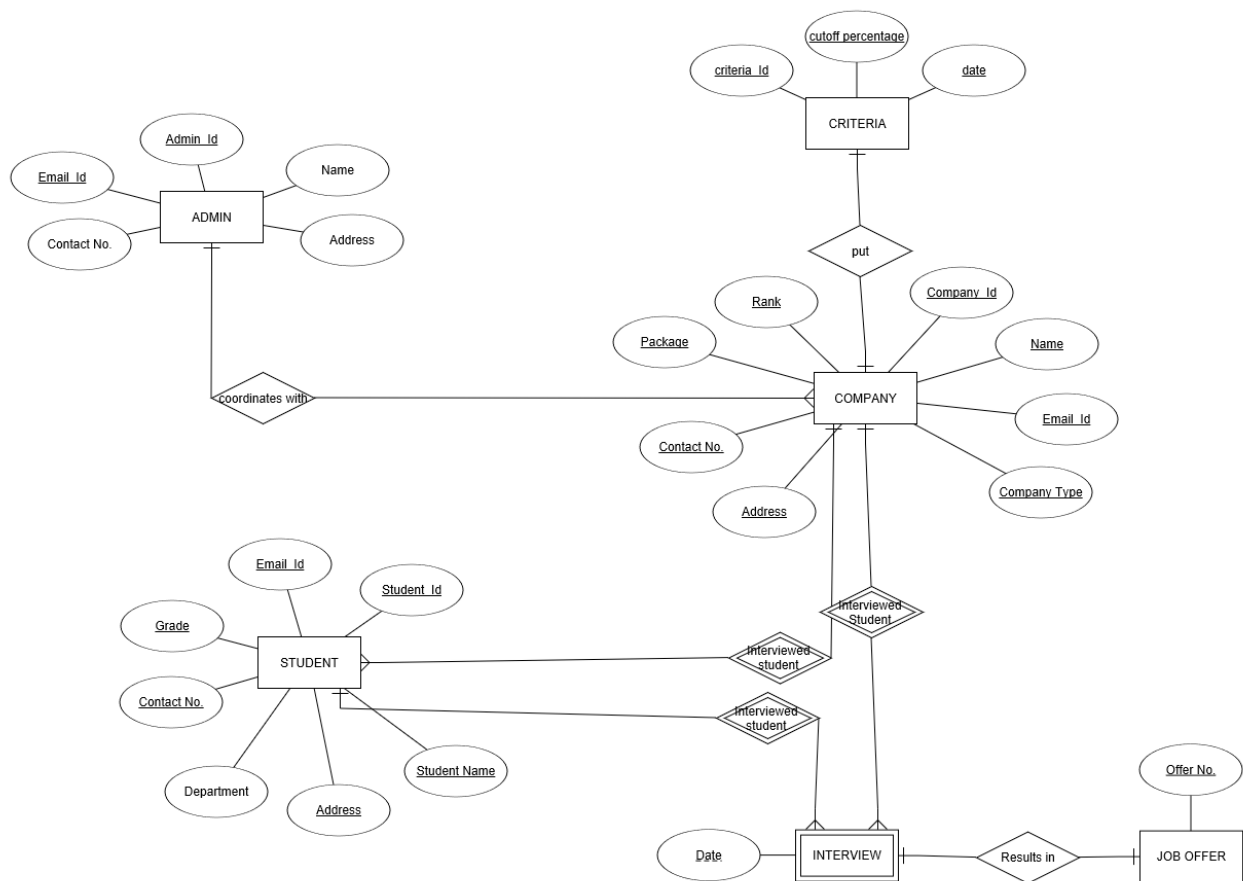 cutoff percentage
criteria_Id
date
CRITERIA
Admin_Id
Email_Id
Name
ADMIN
Contact No.
Address
put
Rank
Company_Id
Package
Name
coordinates with
COMPANY
Contact No.
Email_Id
Address
Company Type
Email_Id
Student_Id
Grade
Interviewed
Student
STUDENT
Interviewed
student
Contact No.
Interviewed
student
Department
Address
Student Name
Offer No.
Date
INTERVIEW
Results in
JOB OFFER